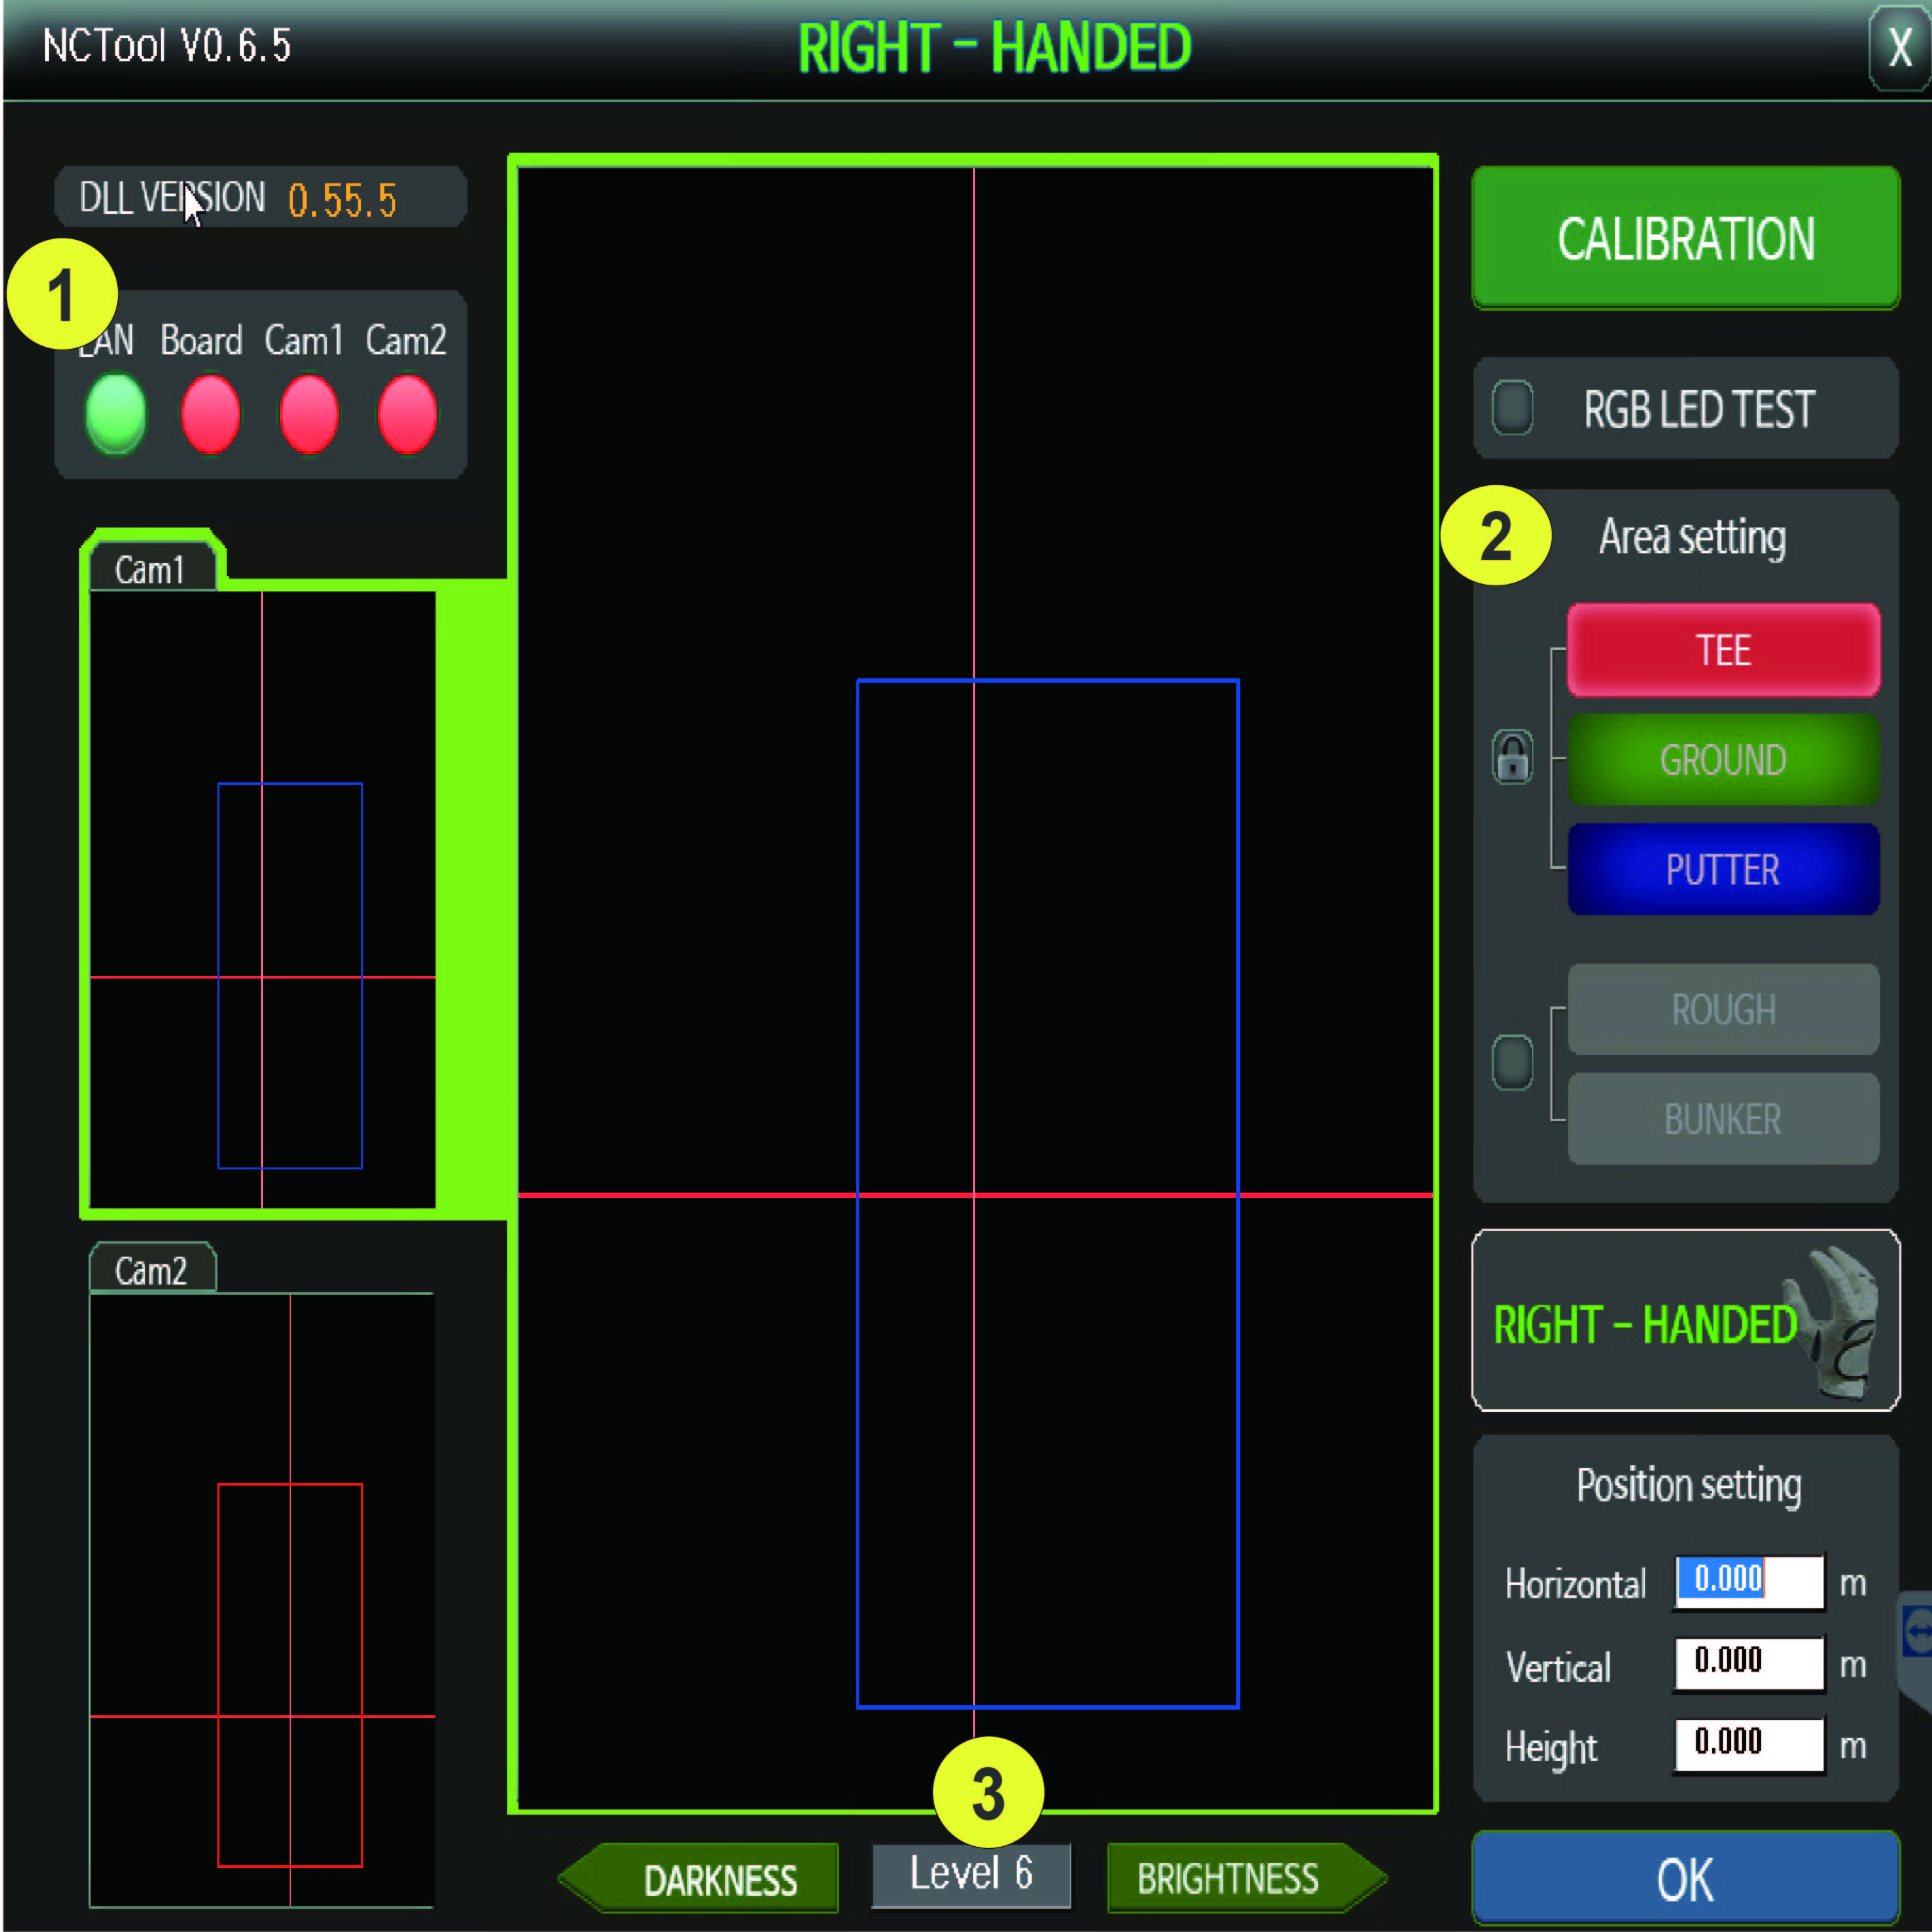 NCTool V0.6.5
RIGHT - HANDED
X
DLL VERSION 0.55.5
1
LAN Board Cam1 Cam2
Cam1
Cam2
3
DARKNESS
Level 6
BRIGHTNESS
CALIBRATION
RGB LED TEST
2
Area setting
TEE
GROUND
PUTTER
ROUGH
BUNKER
RIGHT - HANDED
Position setting
Horizontal 0.000 m
Vertical 0.000 m
Height 0.000 m
OK